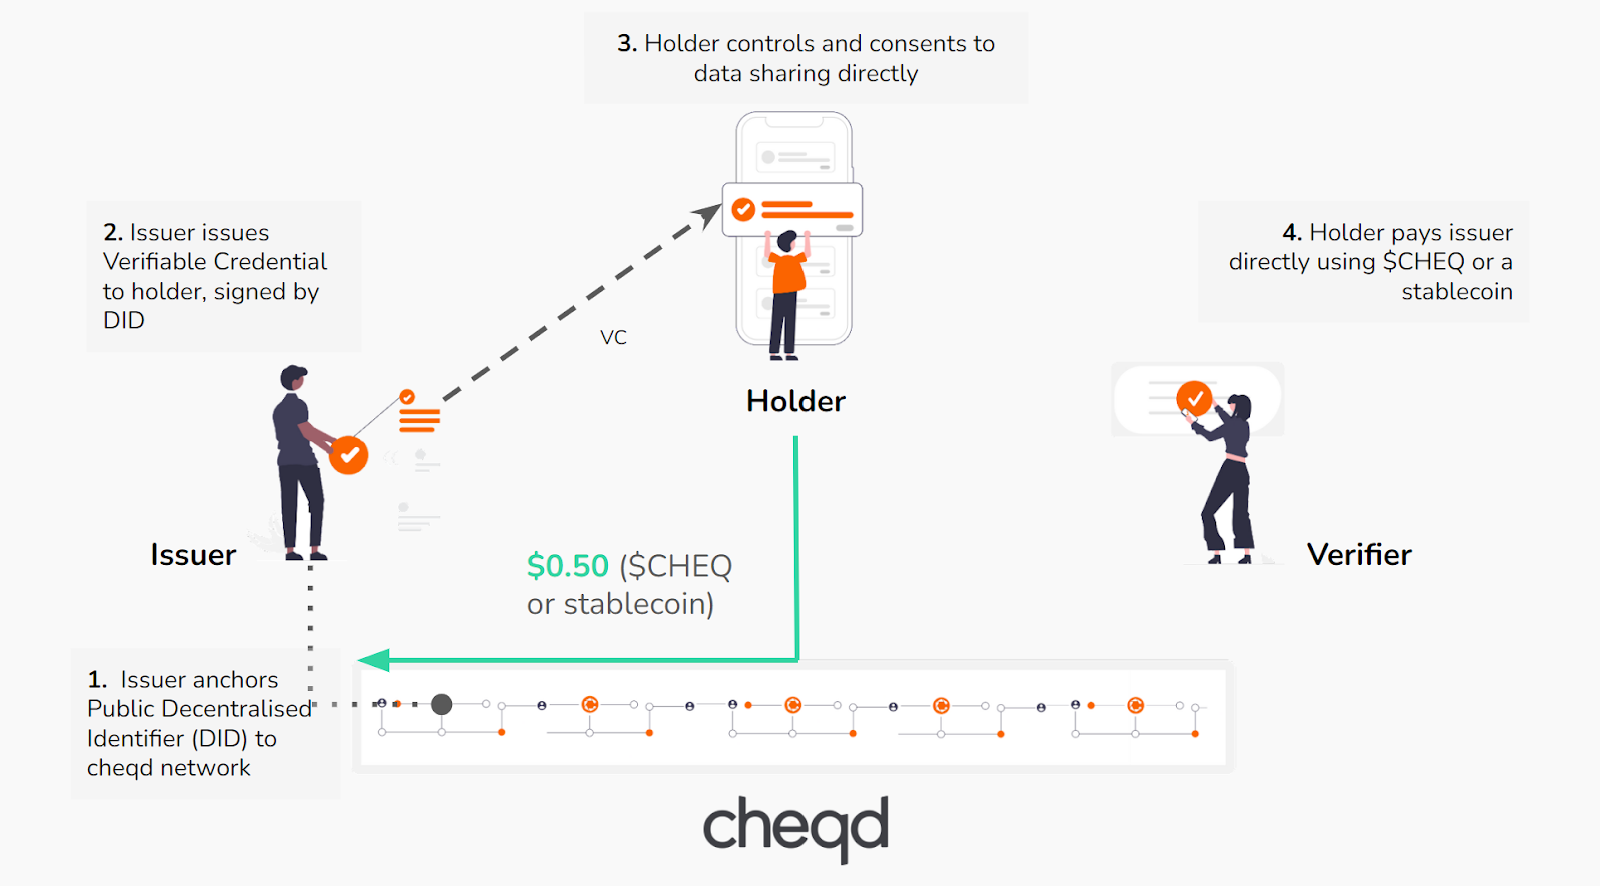 3. Holder controls and consents to
data sharing directly
2. Issuer issues
Verifiable Credential
to holder, signed by
DID
4. Holder pays issuer
directly using $CHEQ or a
stablecoin
VC
Holder
Issuer
Verifier
$0.50 ($CHEQ
or stablecoin)
1. Issuer anchors
Public Decentralised
Identifier (DID) to
cheqd network
cheqd